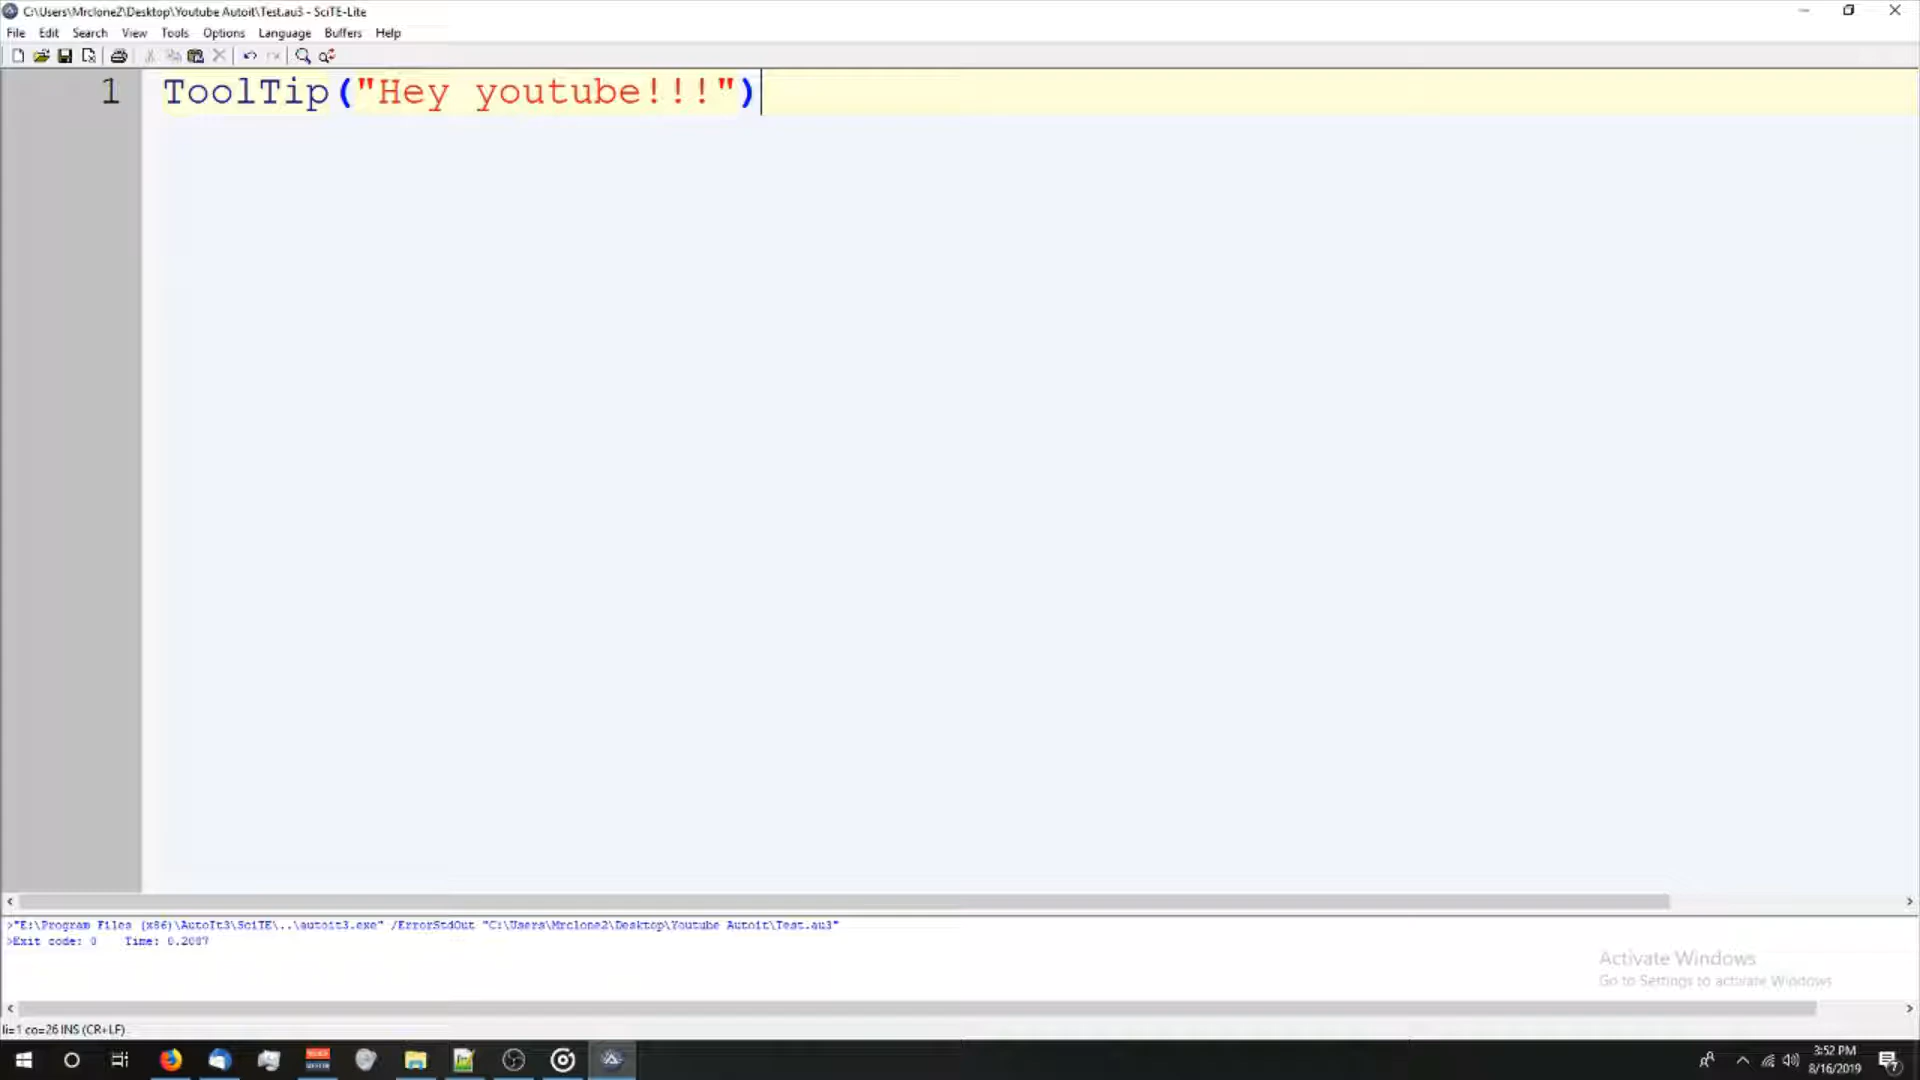 C:\Users\Mrclone2\Desktop\Youtube Autoit\Test.au3 - SciTE-Lite
File Edit Search View Tools Options Language Buffers Help
1 ToolTip("Hey youtube!!!")
>"E:\Program Files (x86)\AutoIt3\SciTE\..\autoit3.exe" /ErrorStdOut "C:\Users\Mrclone2\Desktop\Youtube Autoit\Test.au3"
>Exit code: 0 Time: 0.2087
Activate Windows
Go to Settings to activate Windows
li=1 co=26 INS (CR+LF)
3:52 PM
8/16/2019
7